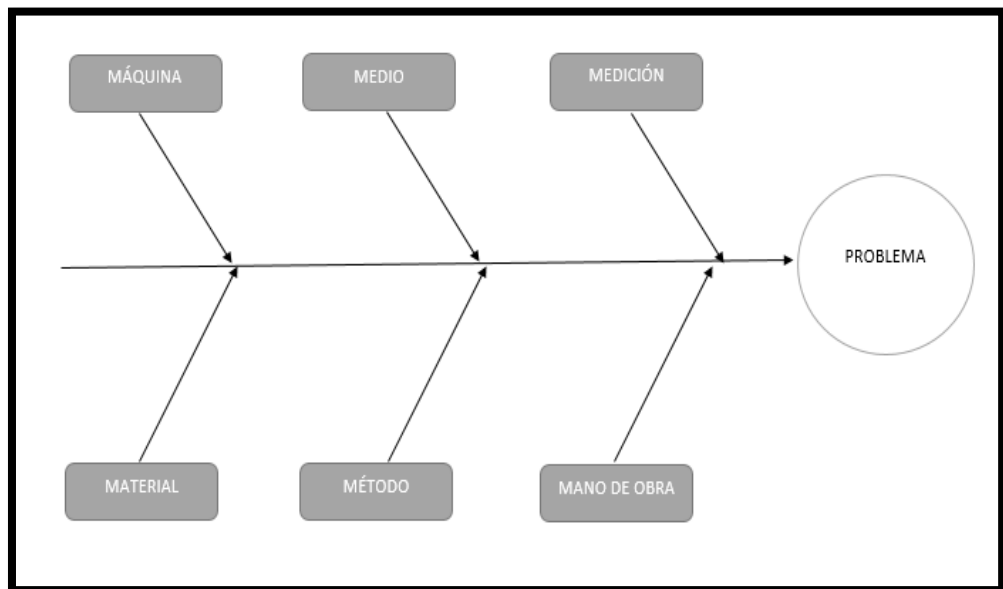 MÁQUINA
MEDIO
MEDICIÓN
PROBLEMA
MATERIAL
MÉTODO
MANO DE OBRA